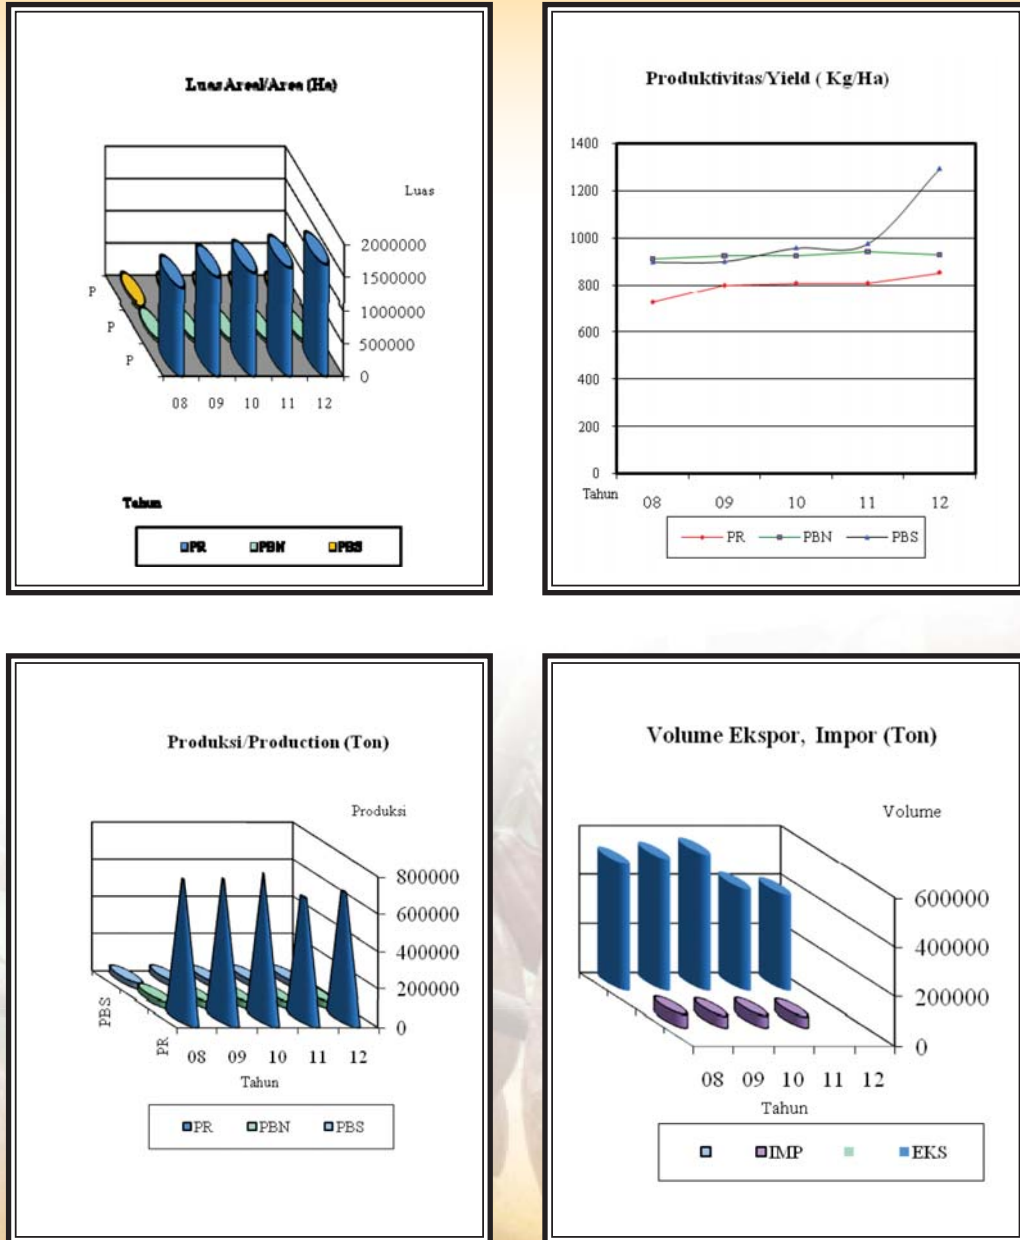 Luas Areal/Area (Ha)
Luas
2000000
1500000
1000000
500000
0
P
P
P
08 09 10 11 12
Tahun
PR PBN PBS
Produktivitas/Yield ( Kg/Ha)
1400
1200
1000
800
600
400
200
0
Tahun
08 09 10 11 12
PR PBN PBS
Produksi/Production (Ton)
Produksi
800000
600000
400000
200000
0
PBS
PR
08 09 10 11 12
Tahun
PR PBN PBS
Volume Ekspor, Impor (Ton)
Volume
600000
400000
200000
0
08 09 10 11 12
Tahun
IMP EKS